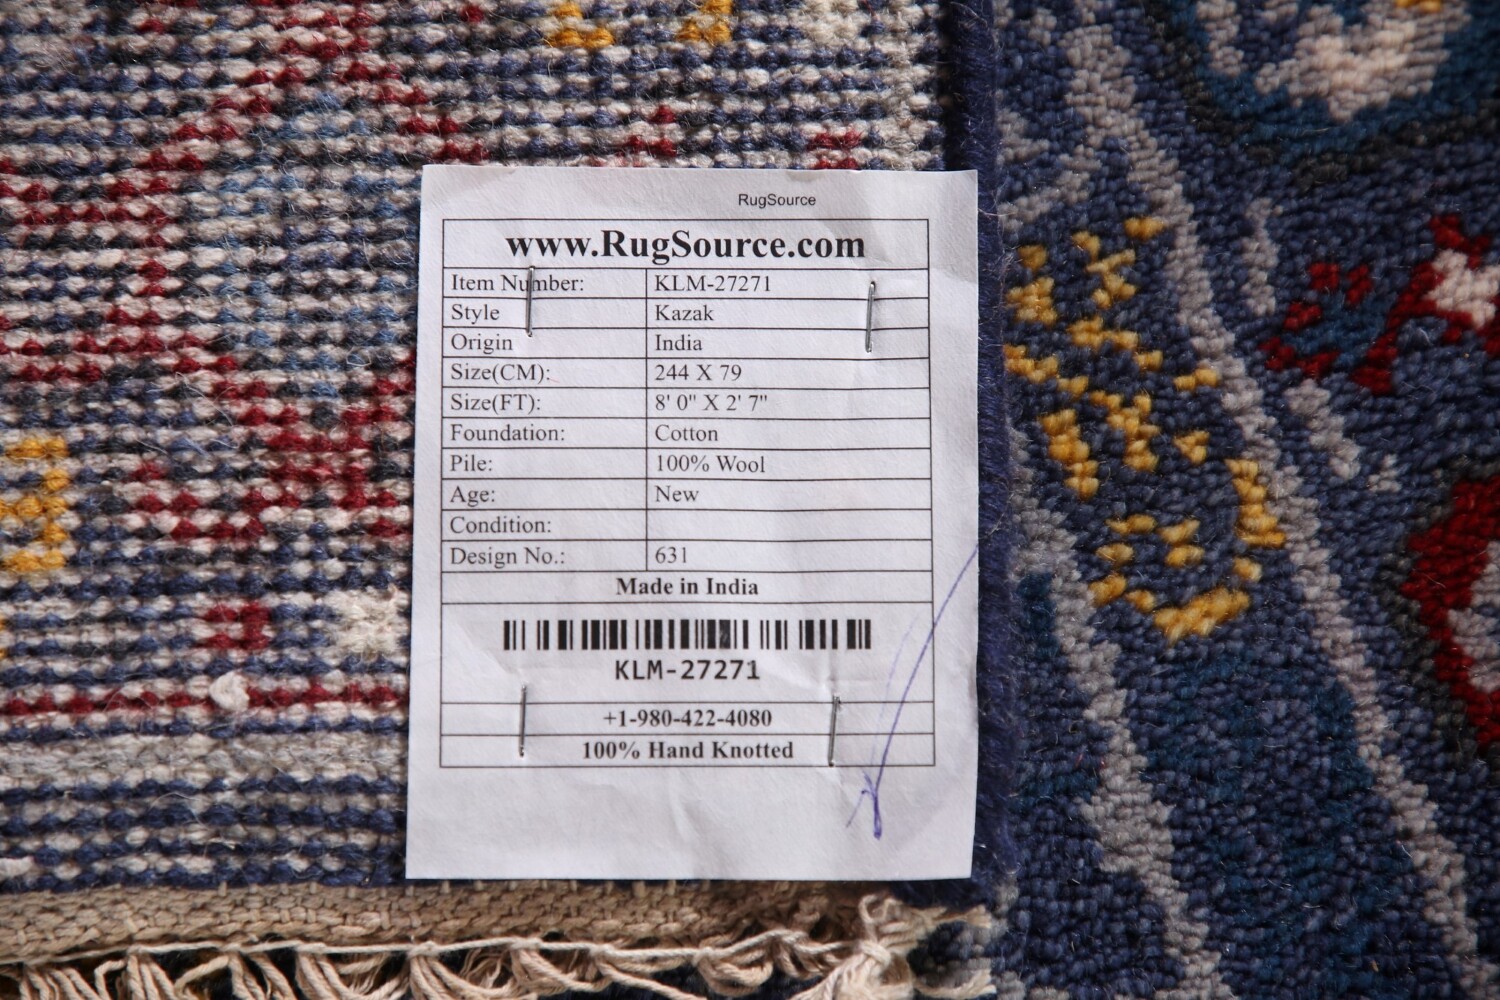 RugSource
www.RugSource.com
Item Number: KLM-27271
Style Kazak
Origin India
Size(CM): 244 X 79
Size(FT): 8' 0" X 2' 7"
Foundation: Cotton
Pile: 100% Wool
Age: New
Condition:
Design No.: 631
Made in India
KLM-27271
+1-980-422-4080
100% Hand Knotted